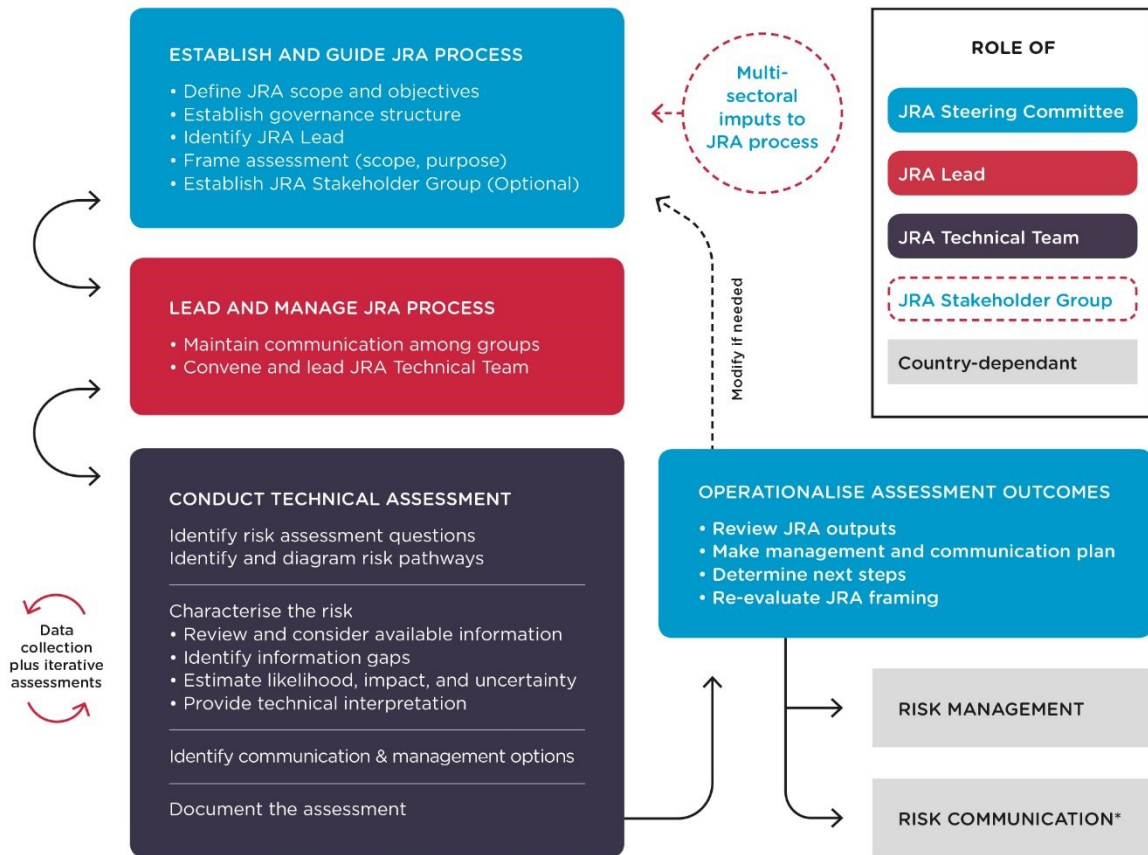 ESTABLISH AND GUIDE JRA PROCESS
• Define JRA scope and objectives
• Establish governance structure
• Identify JRA Lead
• Frame assessment (scope, purpose)
• Establish JRA Stakeholder Group (Optional)
Multi-
sectoral
imputs to
JRA process
ROLE OF
JRA Steering Committee
JRA Lead
JRA Technical Team
JRA Stakeholder Group
Country-dependant
LEAD AND MANAGE JRA PROCESS
• Maintain communication among groups
• Convene and lead JRA Technical Team
Modify if needed
CONDUCT TECHNICAL ASSESSMENT
Identify risk assessment questions
Identify and diagram risk pathways
Characterise the risk
• Review and consider available information
• Identify information gaps
• Estimate likelihood, impact, and uncertainty
• Provide technical interpretation
Identify communication & management options
Document the assessment
Data
collection
plus iterative
assessments
OPERATIONALISE ASSESSMENT OUTCOMES
• Review JRA outputs
• Make management and communication plan
• Determine next steps
• Re-evaluate JRA framing
RISK MANAGEMENT
RISK COMMUNICATION*